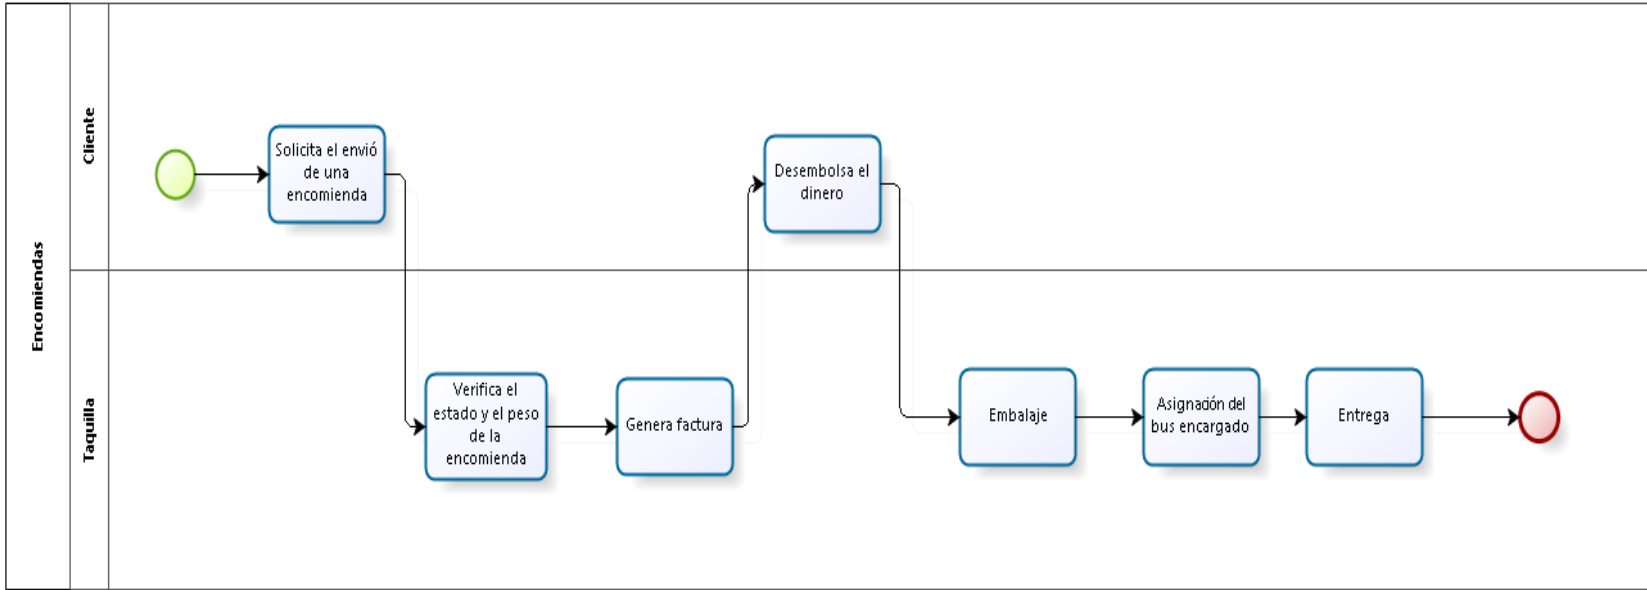 Encomiendas
Cliente
Solicita el envió
de una
encomienda
Desembolsa el
dinero
Taquilla
Verifica el
estado y el peso
de la
encomienda
Genera factura
Embalaje
Asignación del
bus encargado
Entrega